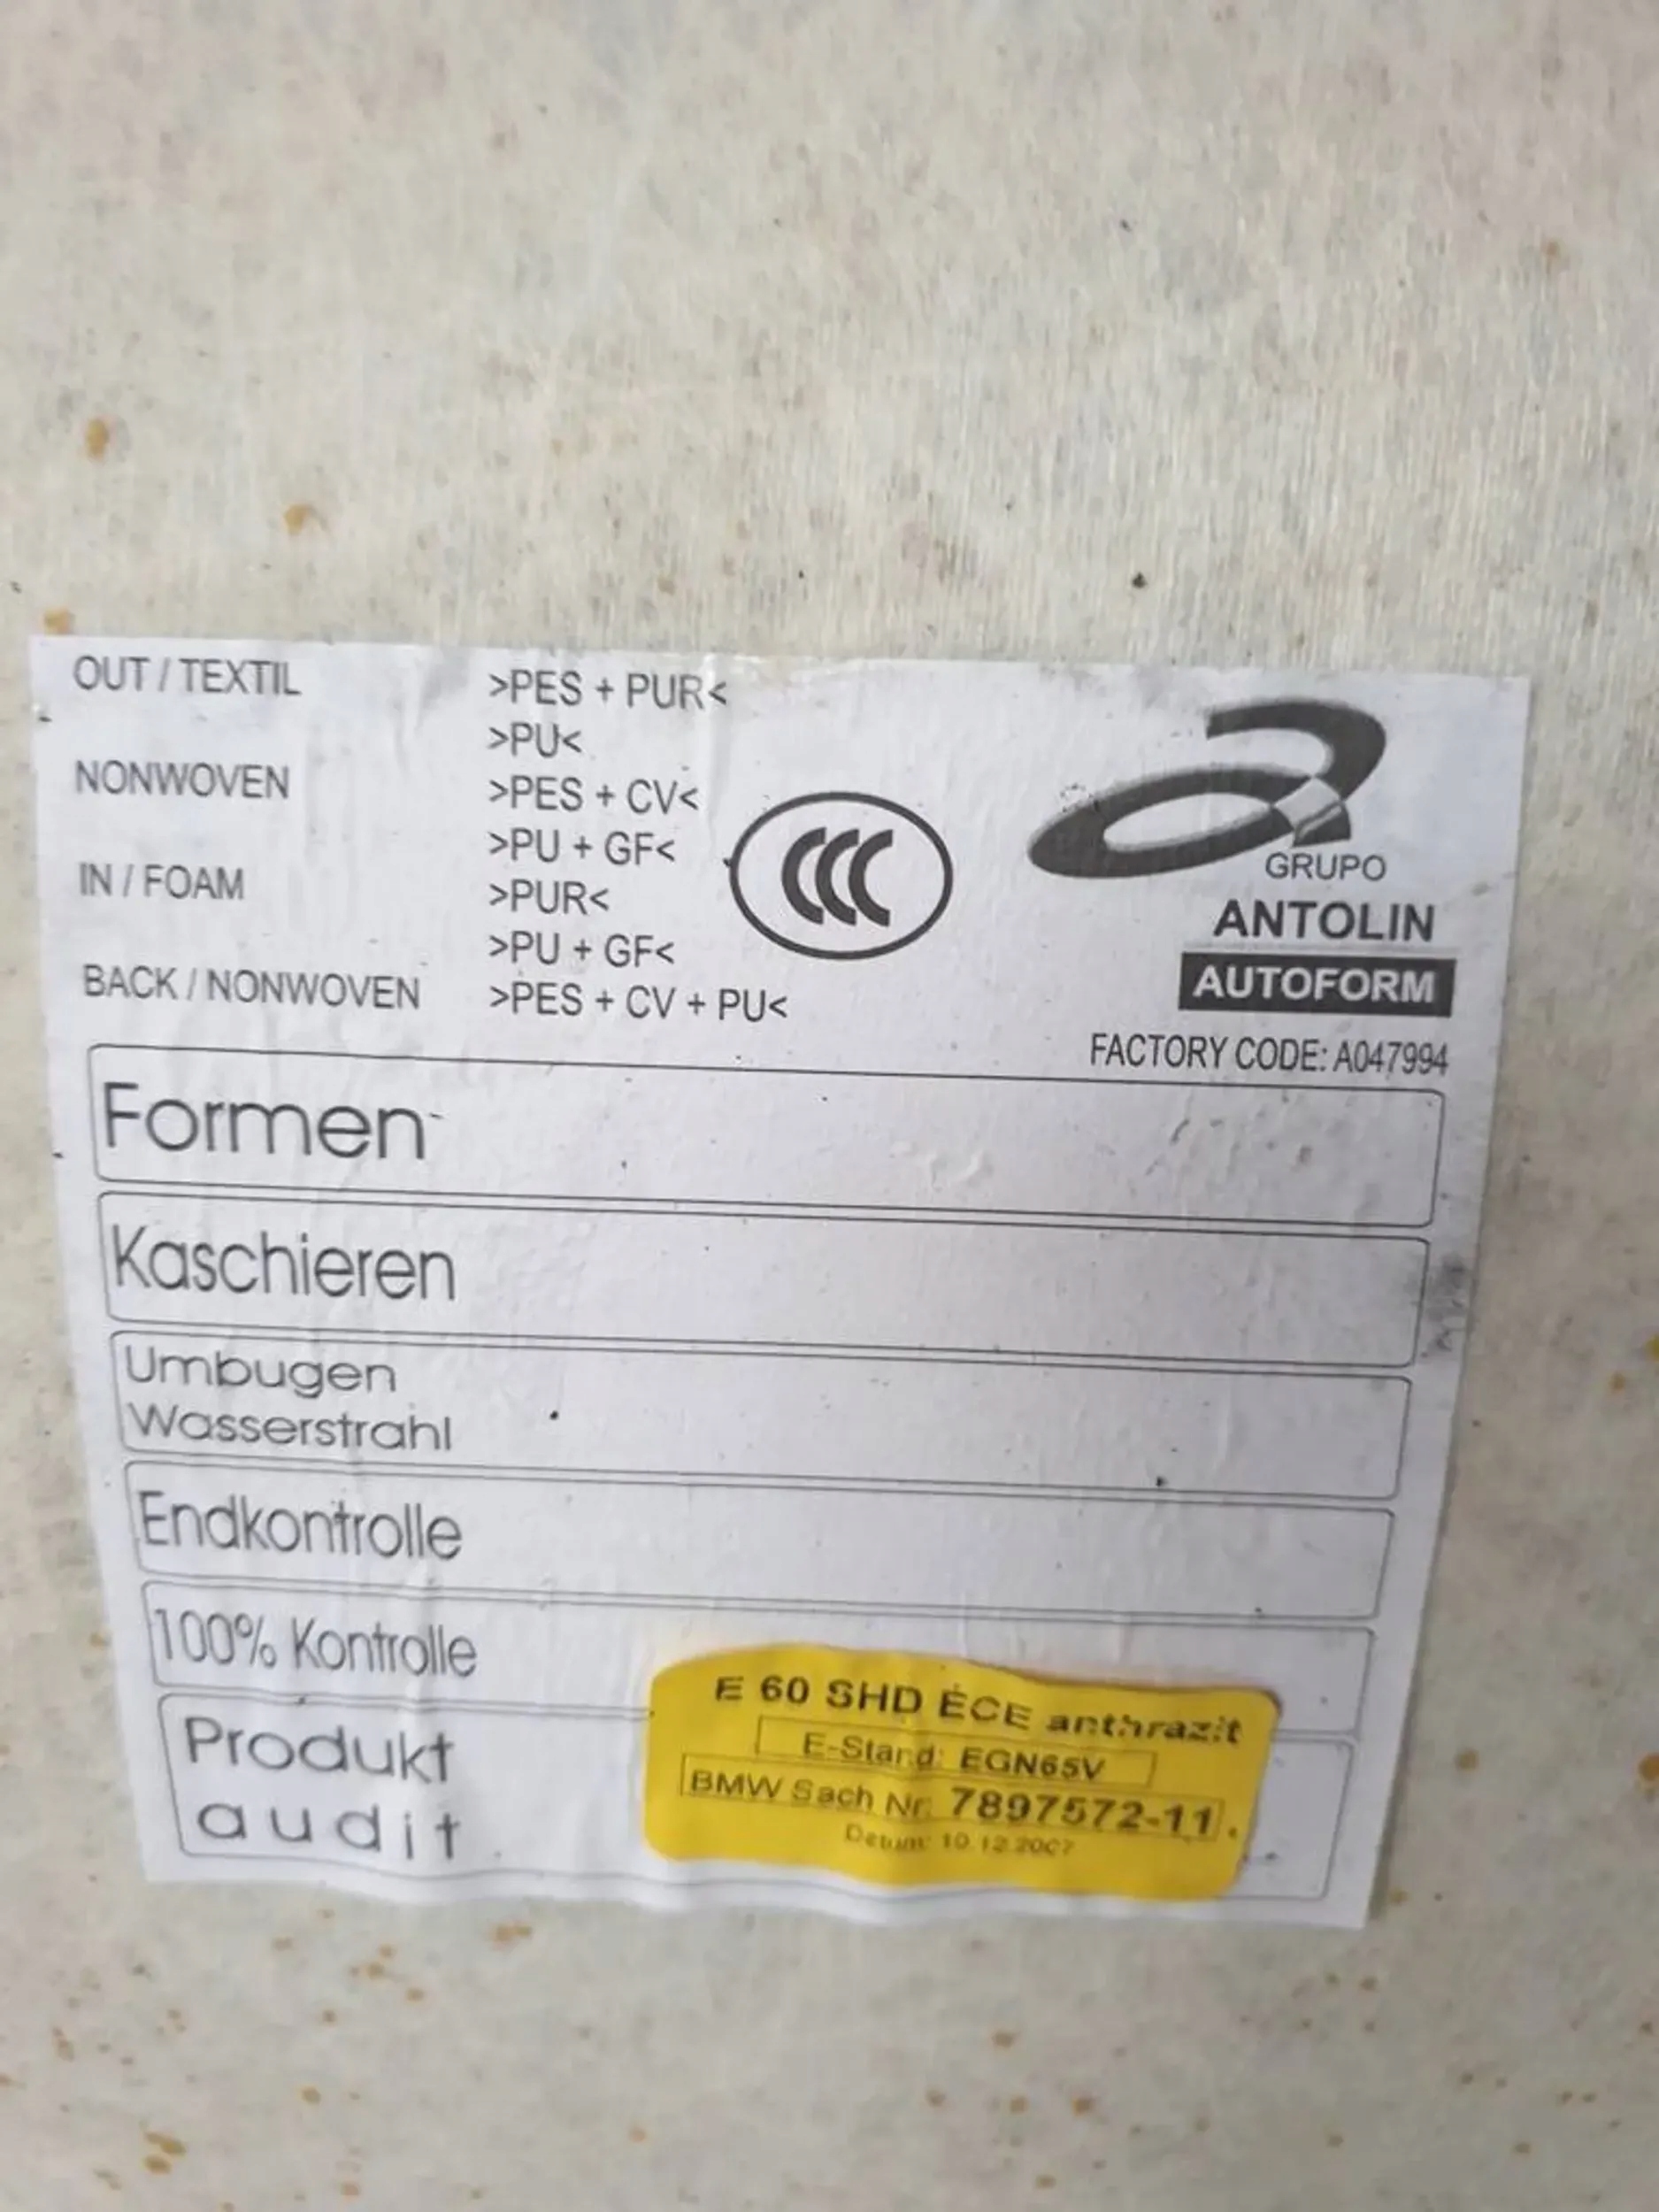 OUT / TEXTIL
>PES + PUR<
>PU<
NONWOVEN
>PES + CV<
>PU + GF<
IN / FOAM
>PUR<
>PU + GF<
BACK / NONWOVEN
>PES + CV + PU<
CCC
GRUPO
ANTOLIN
AUTOFORM
FACTORY CODE: A047994
Formen
Kaschieren
Umbugen
Wasserstrahl
Endkontrolle
100% Kontrolle
Produkt
audit
E 60 SHD ECE anthrazit
E-Stand: EGN65V
BMW Sach Nr. 7897572-11
Datum: 10.12.2007